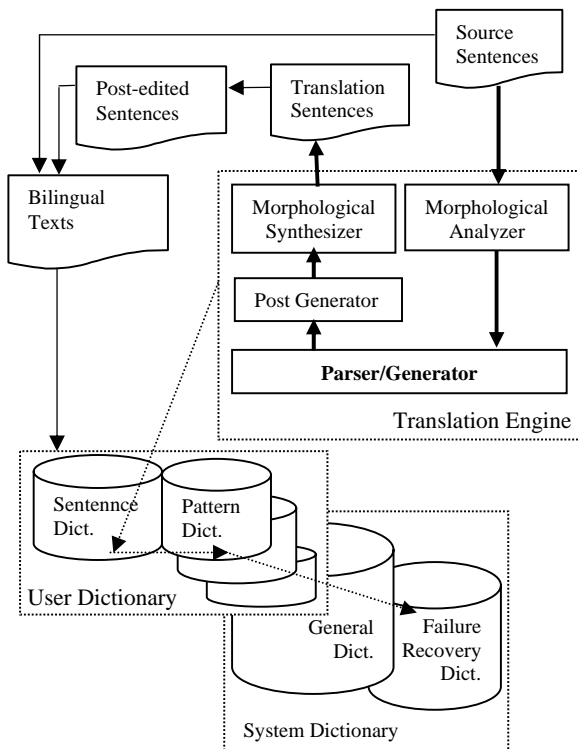 Source
Sentences
Post-edited
Sentences
Translation
Sentences
Bilingual
Texts
Morphological
Synthesizer
Morphological
Analyzer
Post Generator
Parser/Generator
Translation Engine
Sentennce
Dict.
Pattern
Dict.
User Dictionary
General
Dict.
Failure
Recovery
Dict.
System Dictionary